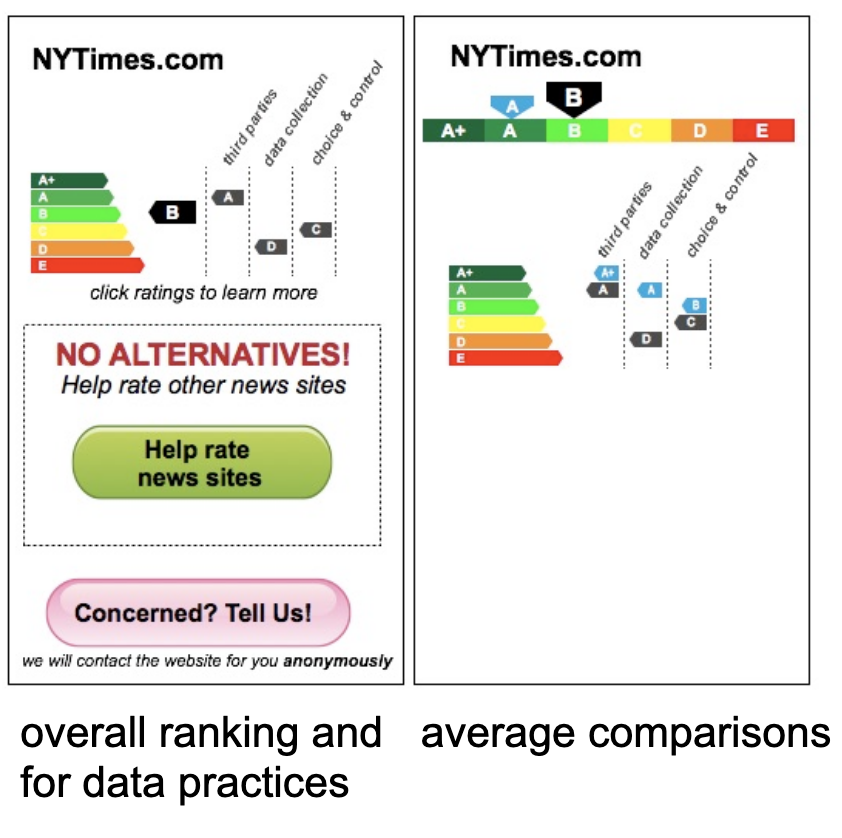 NYTimes.com
third parties
data collection
choice & control
A+
A
B
C
D
E
B
A
D
C
click ratings to learn more
NO ALTERNATIVES!
Help rate other news sites
Help rate
news sites
Concerned? Tell Us!
we will contact the website for you anonymously
overall ranking and
for data practices
NYTimes.com
A
B
A+ A B C D E
third parties
data collection
choice & control
A+
A
B
C
D
E
A+
A
A
D
B
C
average comparisons